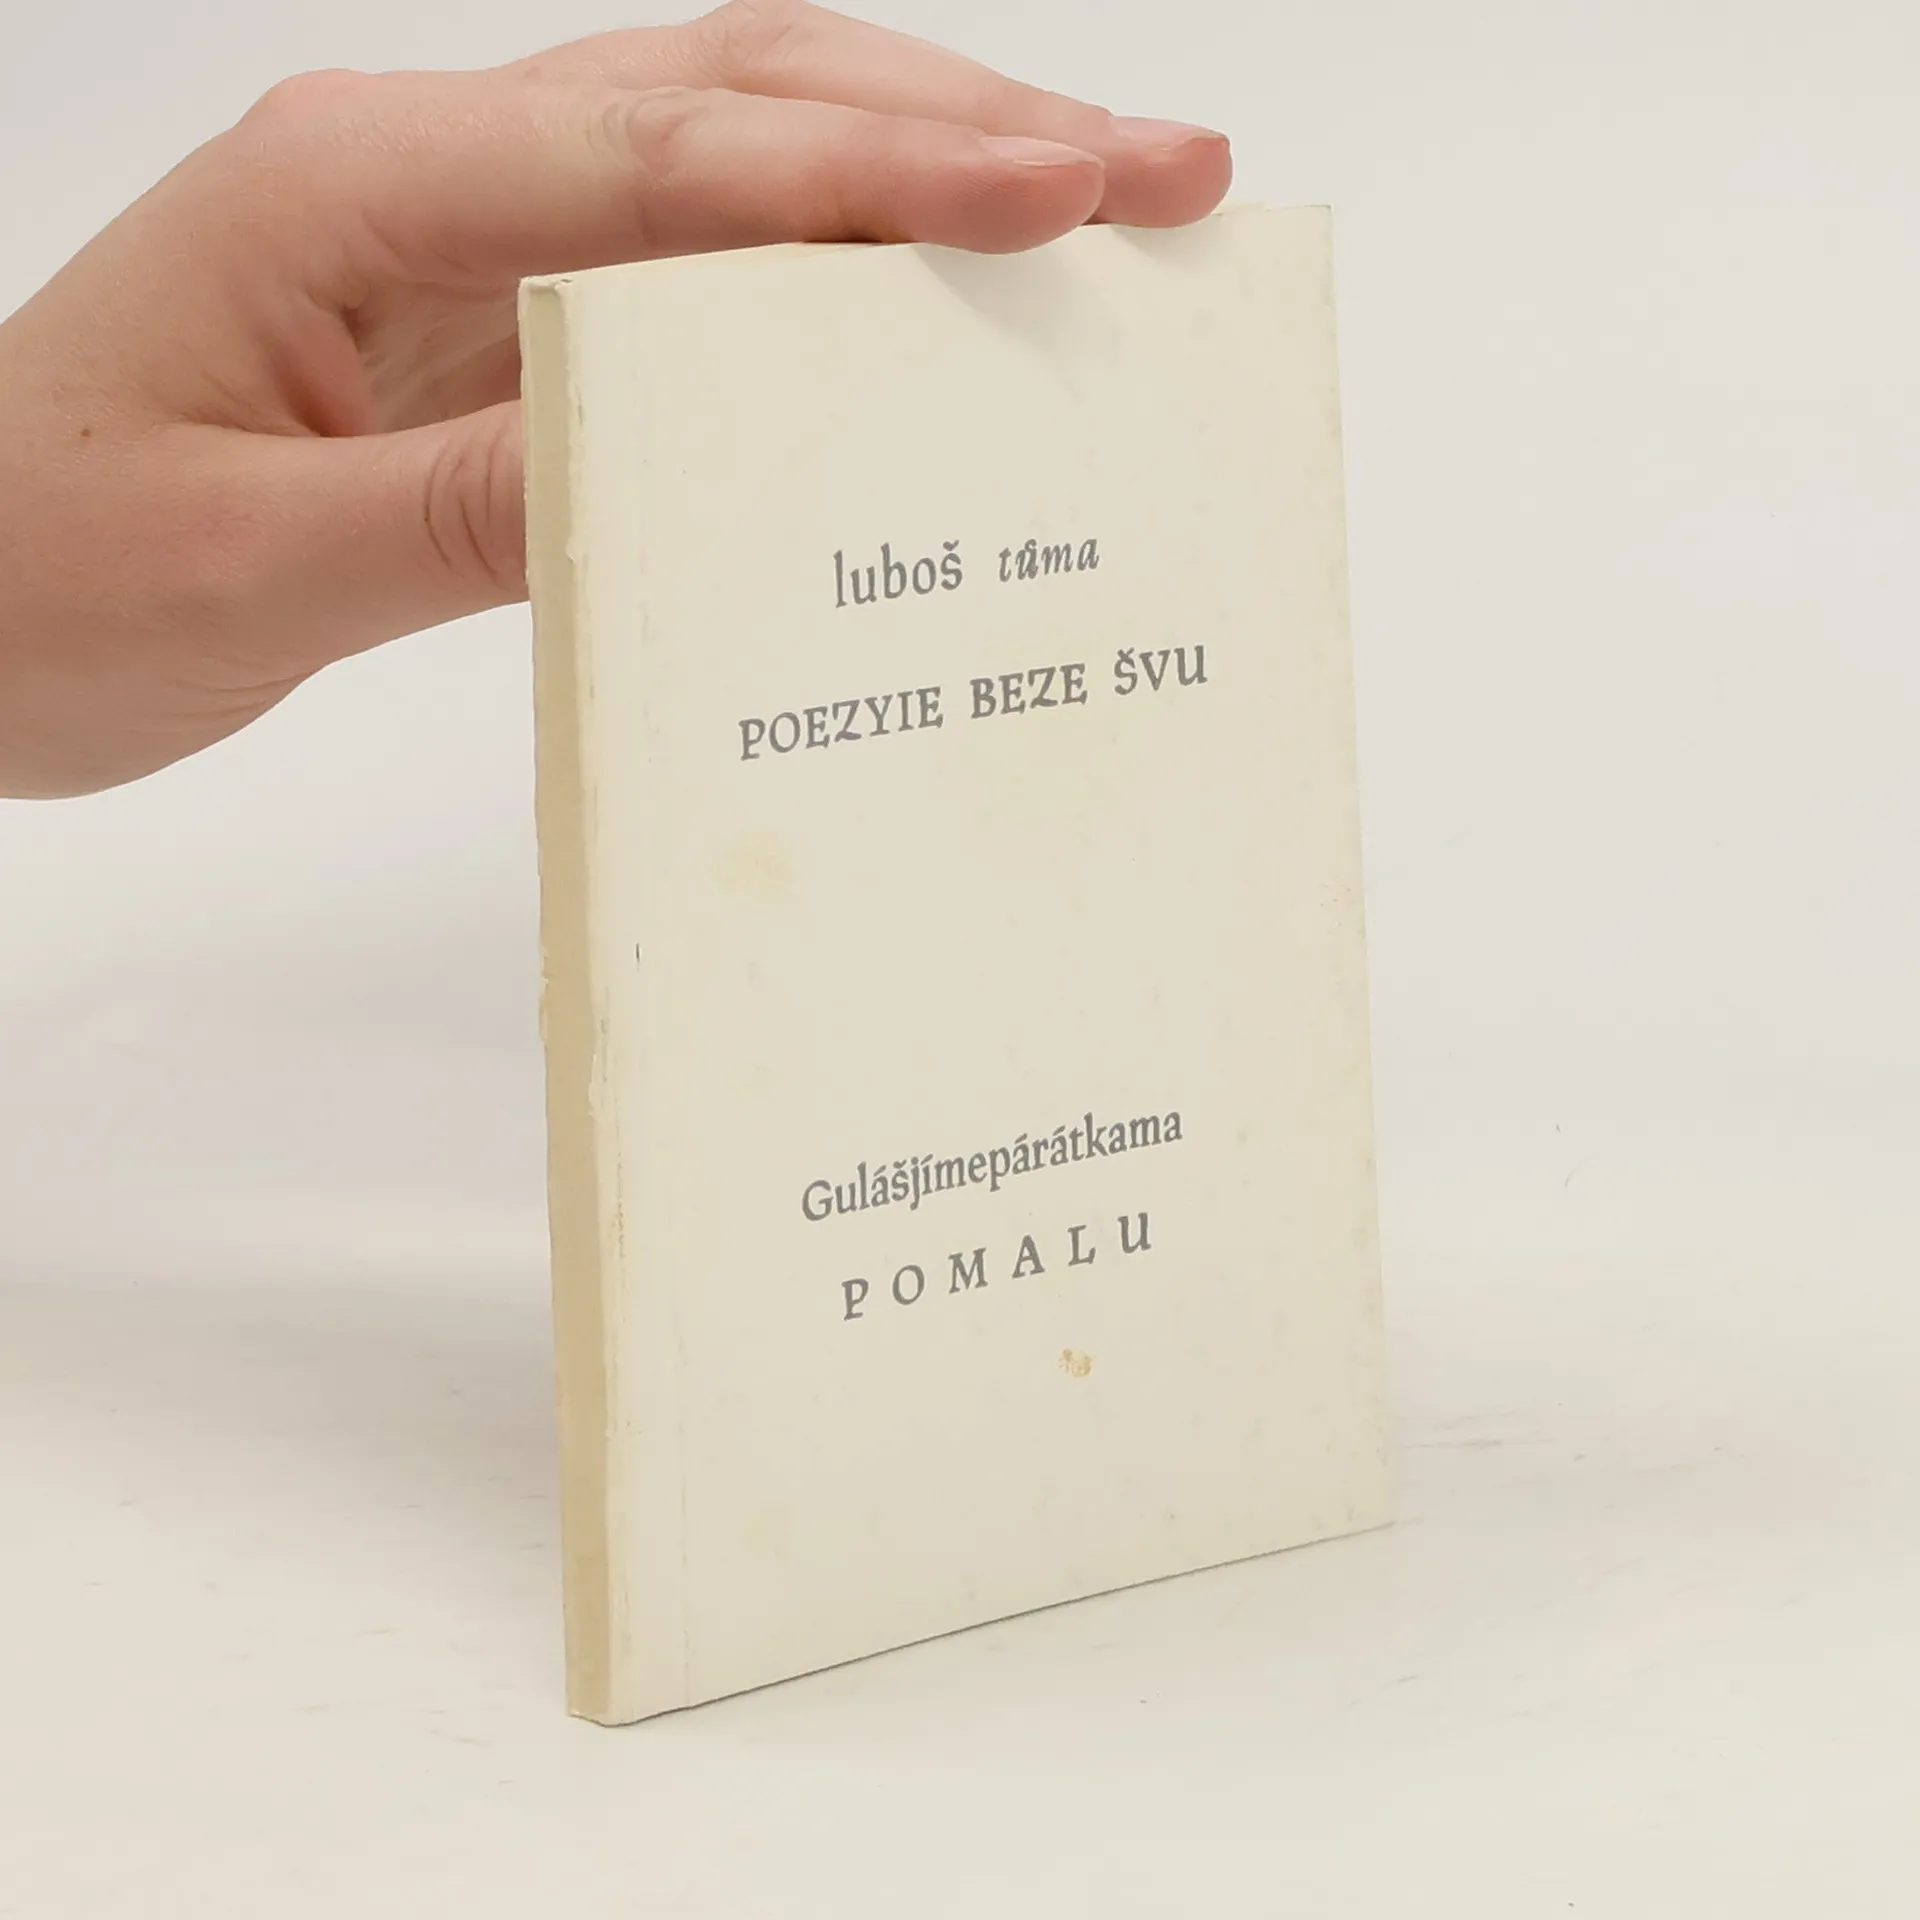 luboš tůma
POEZYIE BEZE ŠVU
Gulášjímepárátkama
POMALU